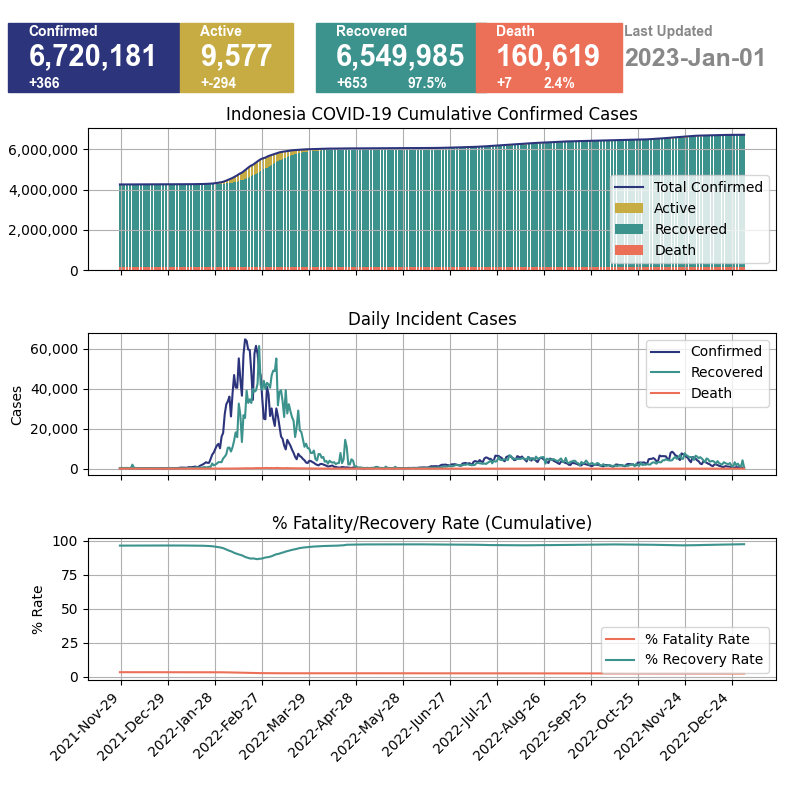 Confirmed
6,720,181
+366
Active
9,577
+-294
Recovered
6,549,985
+653 97.5%
Death
160,619
+7 2.4%
Last Updated
2023-Jan-01
Indonesia COVID-19 Cumulative Confirmed Cases
6,000,000
4,000,000
2,000,000
0
Total Confirmed
Active
Recovered
Death
Daily Incident Cases
Cases
60,000
40,000
20,000
0
Confirmed
Recovered
Death
% Fatality/Recovery Rate (Cumulative)
% Rate
100
75
50
25
0
% Fatality Rate
% Recovery Rate
2021-Nov-29
2021-Dec-29
2022-Jan-28
2022-Feb-27
2022-Mar-29
2022-Apr-28
2022-May-28
2022-Jun-27
2022-Jul-27
2022-Aug-26
2022-Sep-25
2022-Oct-25
2022-Nov-24
2022-Dec-24